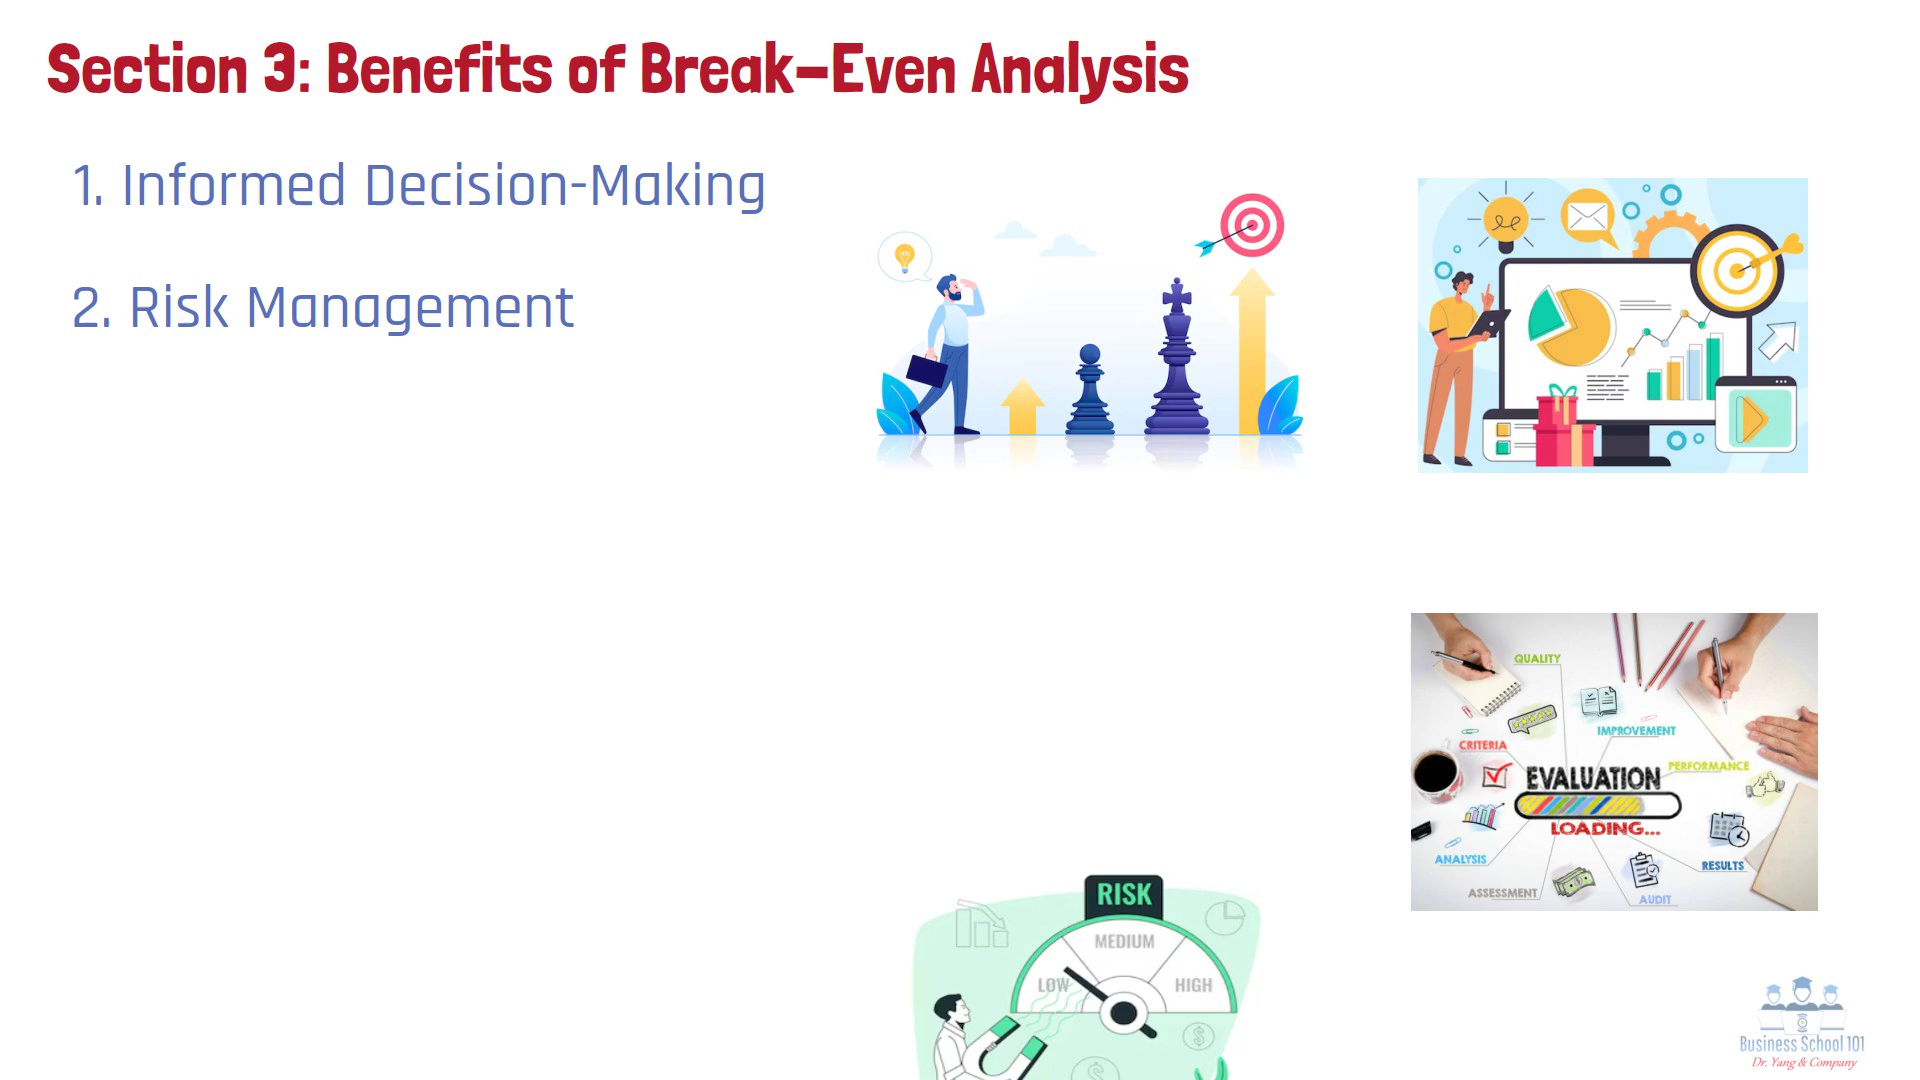 Section 3: Benefits of Break-Even Analysis
1. Informed Decision-Making
2. Risk Management
QUALITY
IMPROVEMENT
CRITERIA
PERFORMANCE
EVALUATION
LOADING...
ANALYSIS
RESULTS
ASSESSMENT
AUDIT
RISK
MEDIUM
LOW
HIGH
Business School 101
Dr. Yang & Company